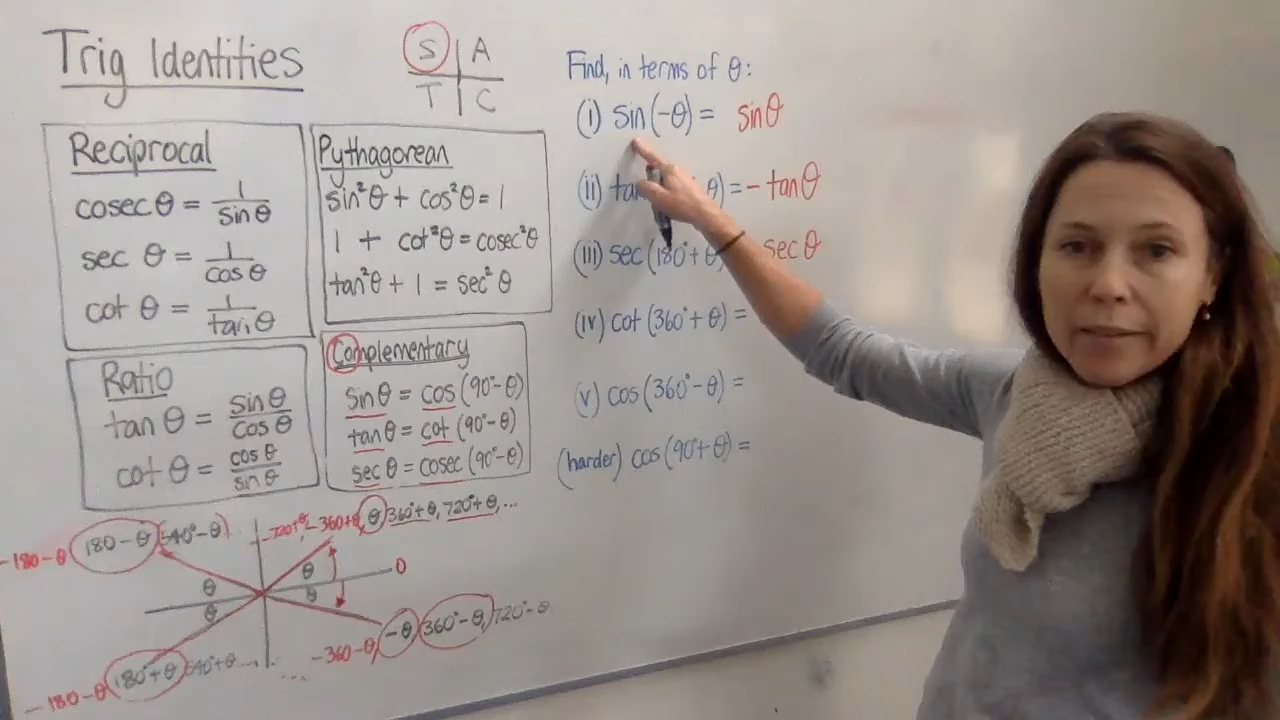 Trig Identities
S A
T C
Reciprocal
cosec θ = 1/sin θ
sec θ = 1/cos θ
cot θ = 1/tan θ
Pythagorean
sin²θ + cos²θ = 1
1 + cot²θ = cosec²θ
tan²θ + 1 = sec²θ
Ratio
tan θ = sin θ/cos θ
cot θ = cos θ/sin θ
Complementary
sin θ = cos (90°-θ)
tan θ = cot (90°-θ)
sec θ = cosec (90°-θ)
Find, in terms of θ:
(i) sin(-θ) = sin θ
(ii) θ) = - tan θ
(iii) sec (180° + θ sec θ
(iv) cot (360° + θ) =
(v) cos (360° - θ) =
(harder) cos (90° + θ) =
-720+θ, -360+θ, θ 360°+θ, 720°+θ, ...
-180-θ 180-θ 540°-θ
θ θ 0
θ θ
-360-θ, -θ 360°-θ, 720°-θ
-180-θ 180°+θ 540°+θ ...